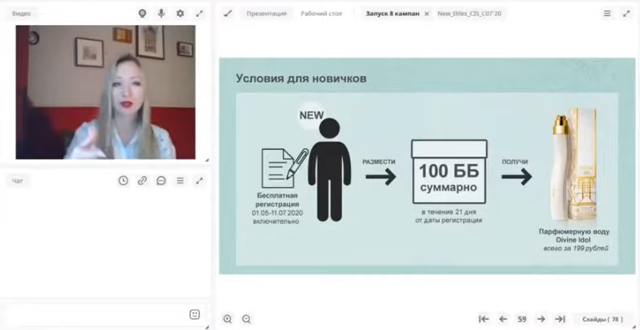 Видео
Презентация
Рабочий стол
Запуск 8 кампан ×
New_titles_CIS_C07'20
Условия для новичков
NEW
Бесплатная
регистрация
01.05-11.07.2020
включительно
РАЗМЕСТИ
100 ББ
суммарно
в течение 21 дня
от даты регистрации
ПОЛУЧИ
Парфюмерную воду
Divine Idol
всего за 199 рублей
Чат
59
Слайды ( 78 )